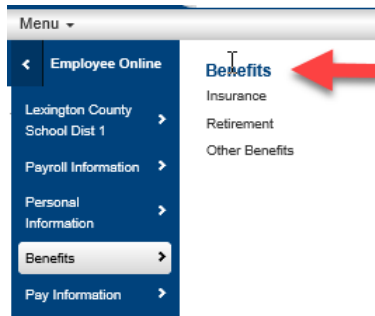 Menu
Employee Online
Lexington County
School Dist 1
Payroll Information
Personal
Information
Benefits
Pay Information
Benefits
Insurance
Retirement
Other Benefits